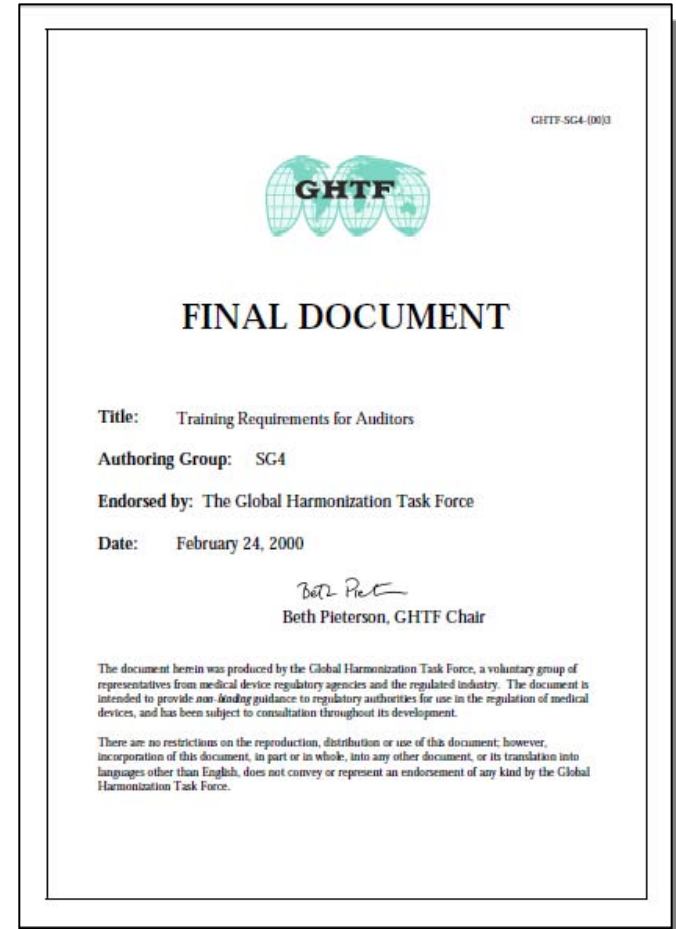 GHTF-SG4-(00)3
GHTF
FINAL DOCUMENT
Title: Training Requirements for Auditors
Authoring Group: SG4
Endorsed by: The Global Harmonization Task Force
Date: February 24, 2000
Beth Pieterson, GHTF Chair
The document herein was produced by the Global Harmonization Task Force, a voluntary group of
representatives from medical device regulatory agencies and the regulated industry. The document is
intended to provide non-binding guidance to regulatory authorities for use in the regulation of medical
devices, and has been subject to consultation throughout its development.
There are no restrictions on the reproduction, distribution or use of this document; however,
incorporation of this document, in part or in whole, into any other document, or its translation into
languages other than English, does not convey or represent an endorsement of any kind by the Global
Harmonization Task Force.